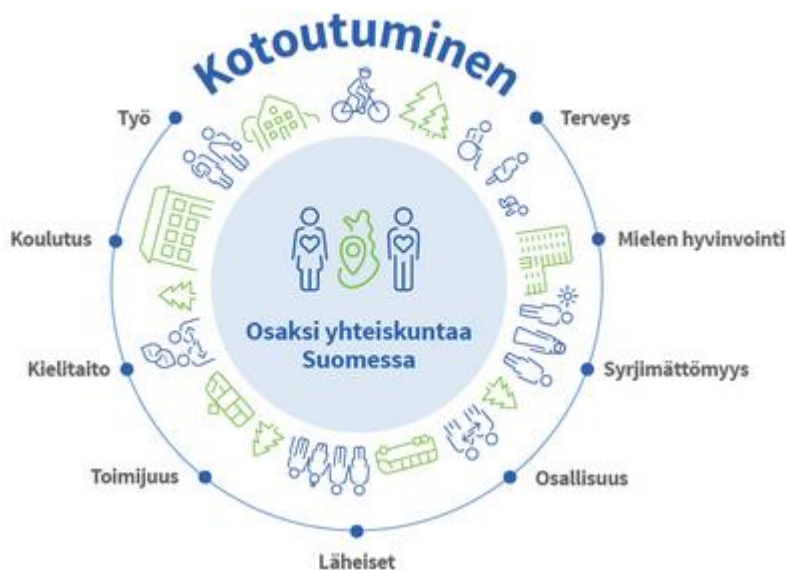 Kotoutuminen
Työ
Terveys
Koulutus
Mielen hyvinvointi
Osaksi yhteiskuntaa
Suomessa
Kielitaito
Syrjimättömyys
Toimijuus
Osallisuus
Läheiset